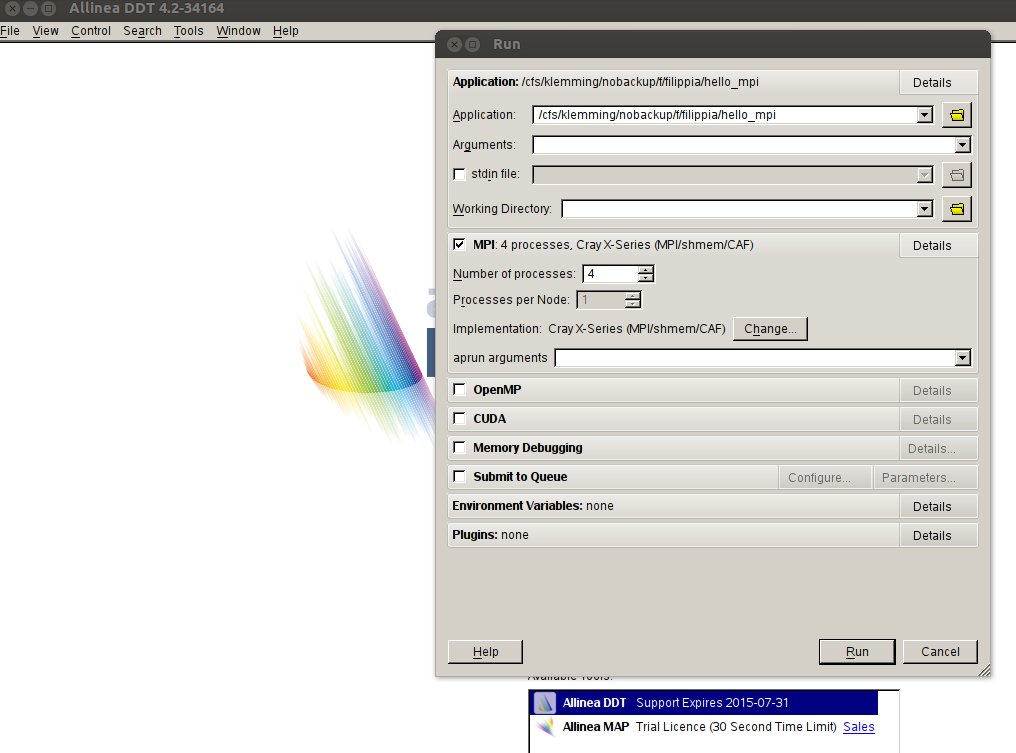 Allinea DDT 4.2-34164
File View Control Search Tools Window Help
Run
Application: /cfs/klemming/nobackup/f/filippia/hello_mpi Details
Application: /cfs/klemming/nobackup/f/filippia/hello_mpi
Arguments:
stdin file:
Working Directory:
MPI: 4 processes, Cray X-Series (MPI/shmem/CAF) Details
Number of processes: 4
Processes per Node: 1
Implementation: Cray X-Series (MPI/shmem/CAF) Change...
aprun arguments
OpenMP Details
CUDA Details
Memory Debugging Details...
Submit to Queue Configure... Parameters...
Environment Variables: none Details
Plugins: none Details
Help Run Cancel
Available Tools:
Allinea DDT Support Expires 2015-07-31
Allinea MAP Trial Licence (30 Second Time Limit) Sales